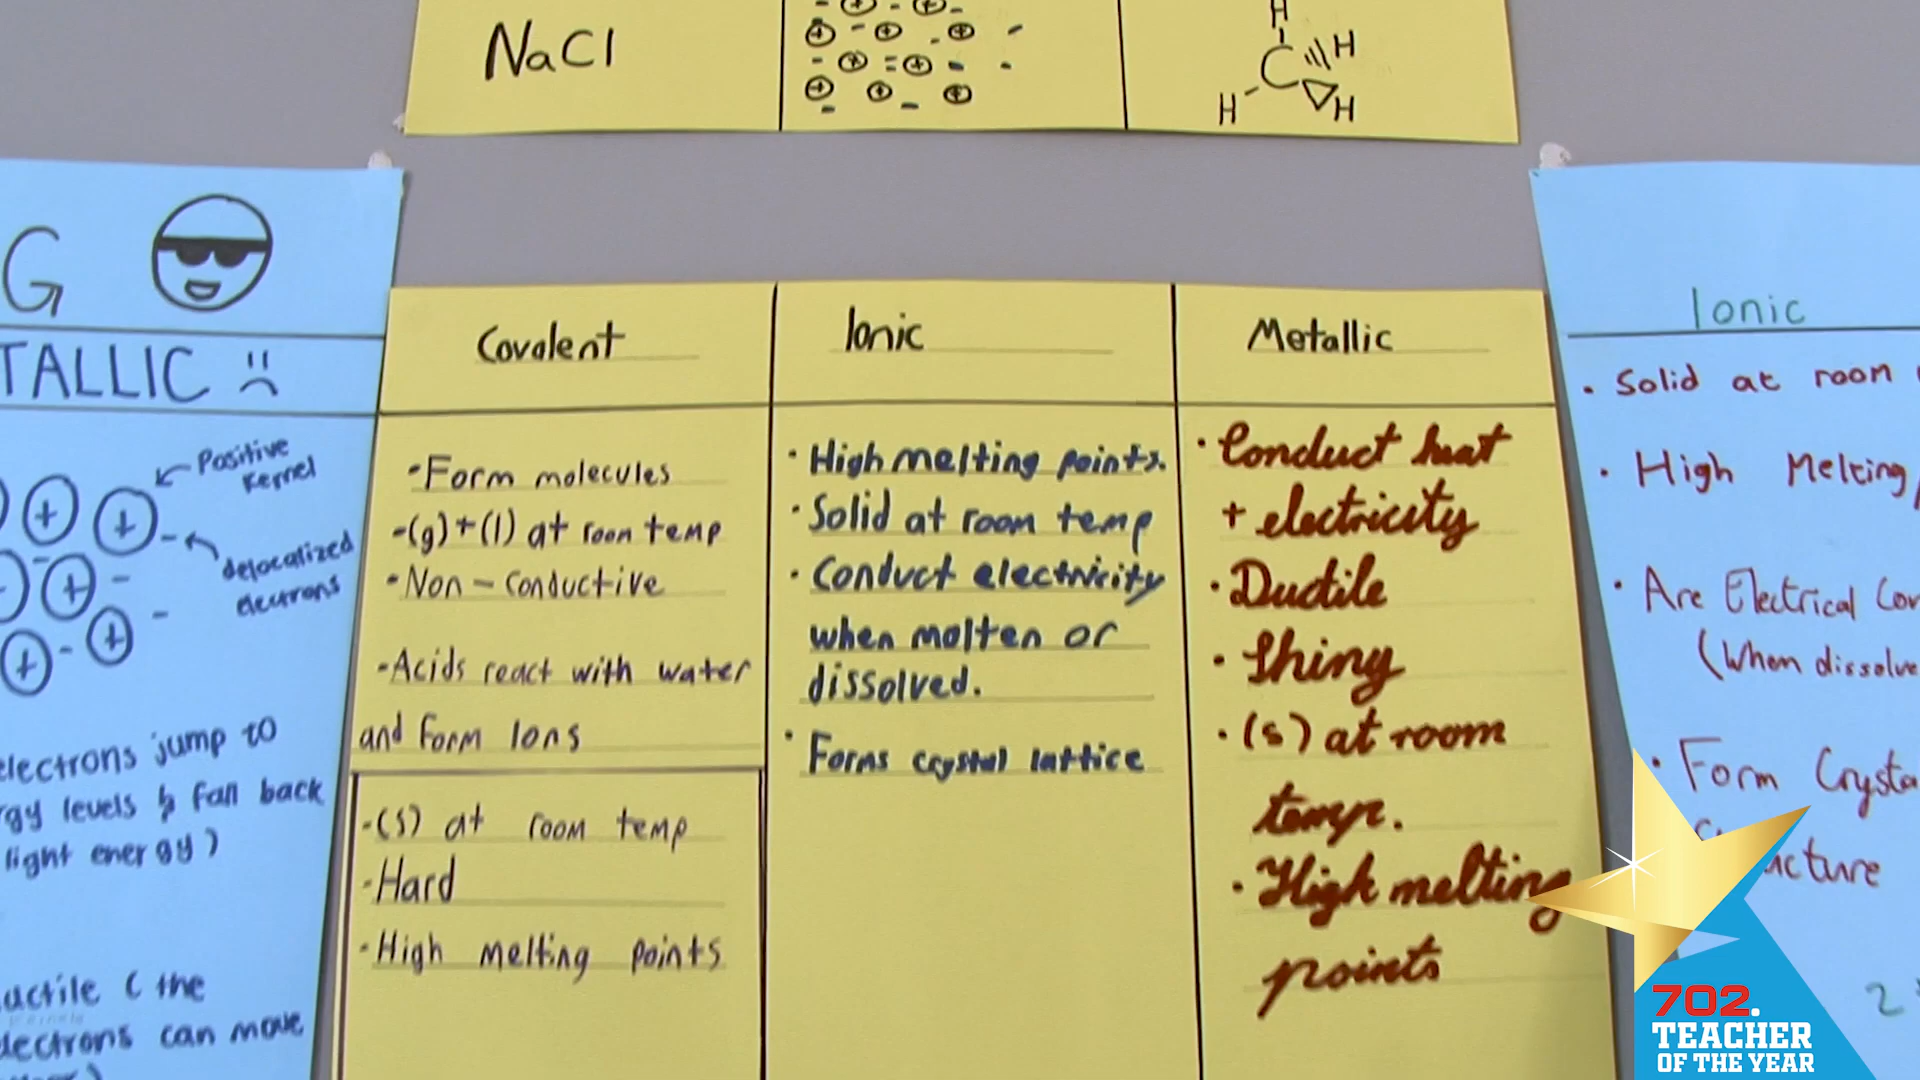 NaCl
H
C H
H H
G
TALLIC
Positive
Kernel
delocalized
electrons
electrons jump to
gy levels & fall back
light energy)
uctile ( the
electrons can move
Covalent
- Form molecules
-(g)+(l) at room temp
- Non-conductive
- Acids react with water
and form Ions
-(s) at room temp
- Hard
- High melting points
Ionic
· High melting points.
· Solid at room temp
· Conduct electricity
when molten or
dissolved.
· Forms crystal lattice
Metallic
· Conduct heat
+ electricity
· Ductile
· Shiny
· (s) at room
temp.
· High melting
points
Ionic
· Solid at room
· High Melting
· Are Electrical Con
(When dissolve
· Form Crysta
ucture
2
702.
TEACHER
OF THE YEAR